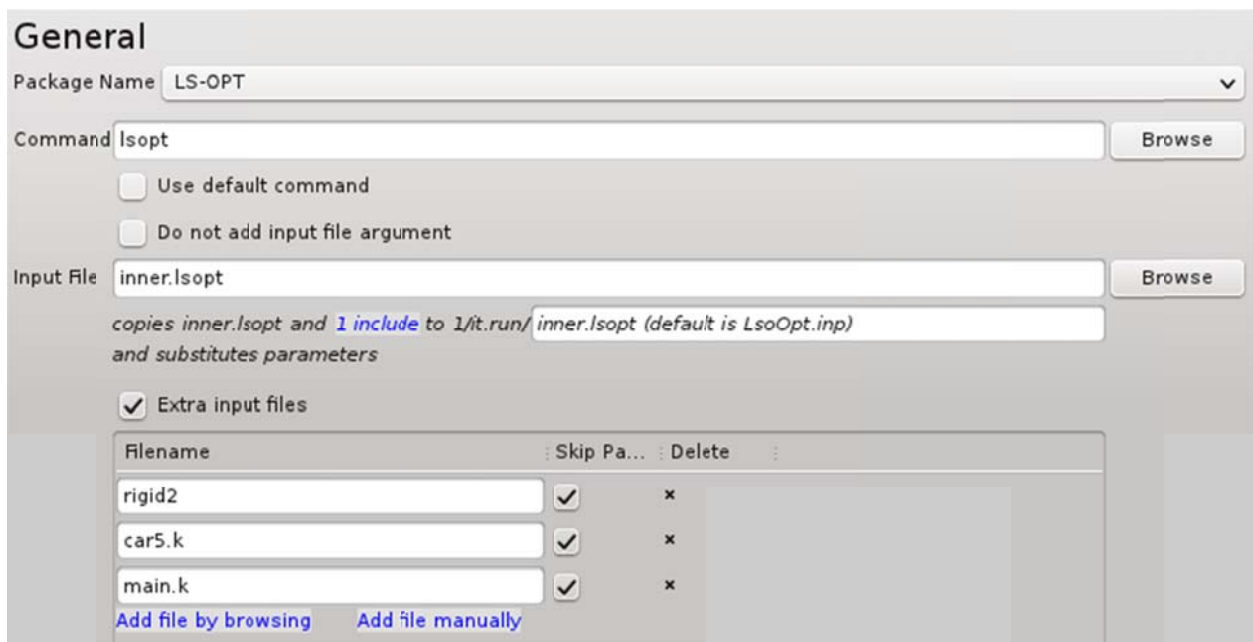 General
Package Name LS-OPT
Command lsopt Browse
Use default command
Do not add input file argument
Input File inner.lsopt Browse
copies inner.lsopt and 1 include to 1/it.run/ inner.lsopt (default is LsoOpt.inp)
and substitutes parameters
Extra input files
Filename Skip Pa... Delete
rigid2
car5.k
main.k
Add file by browsing Add file manually